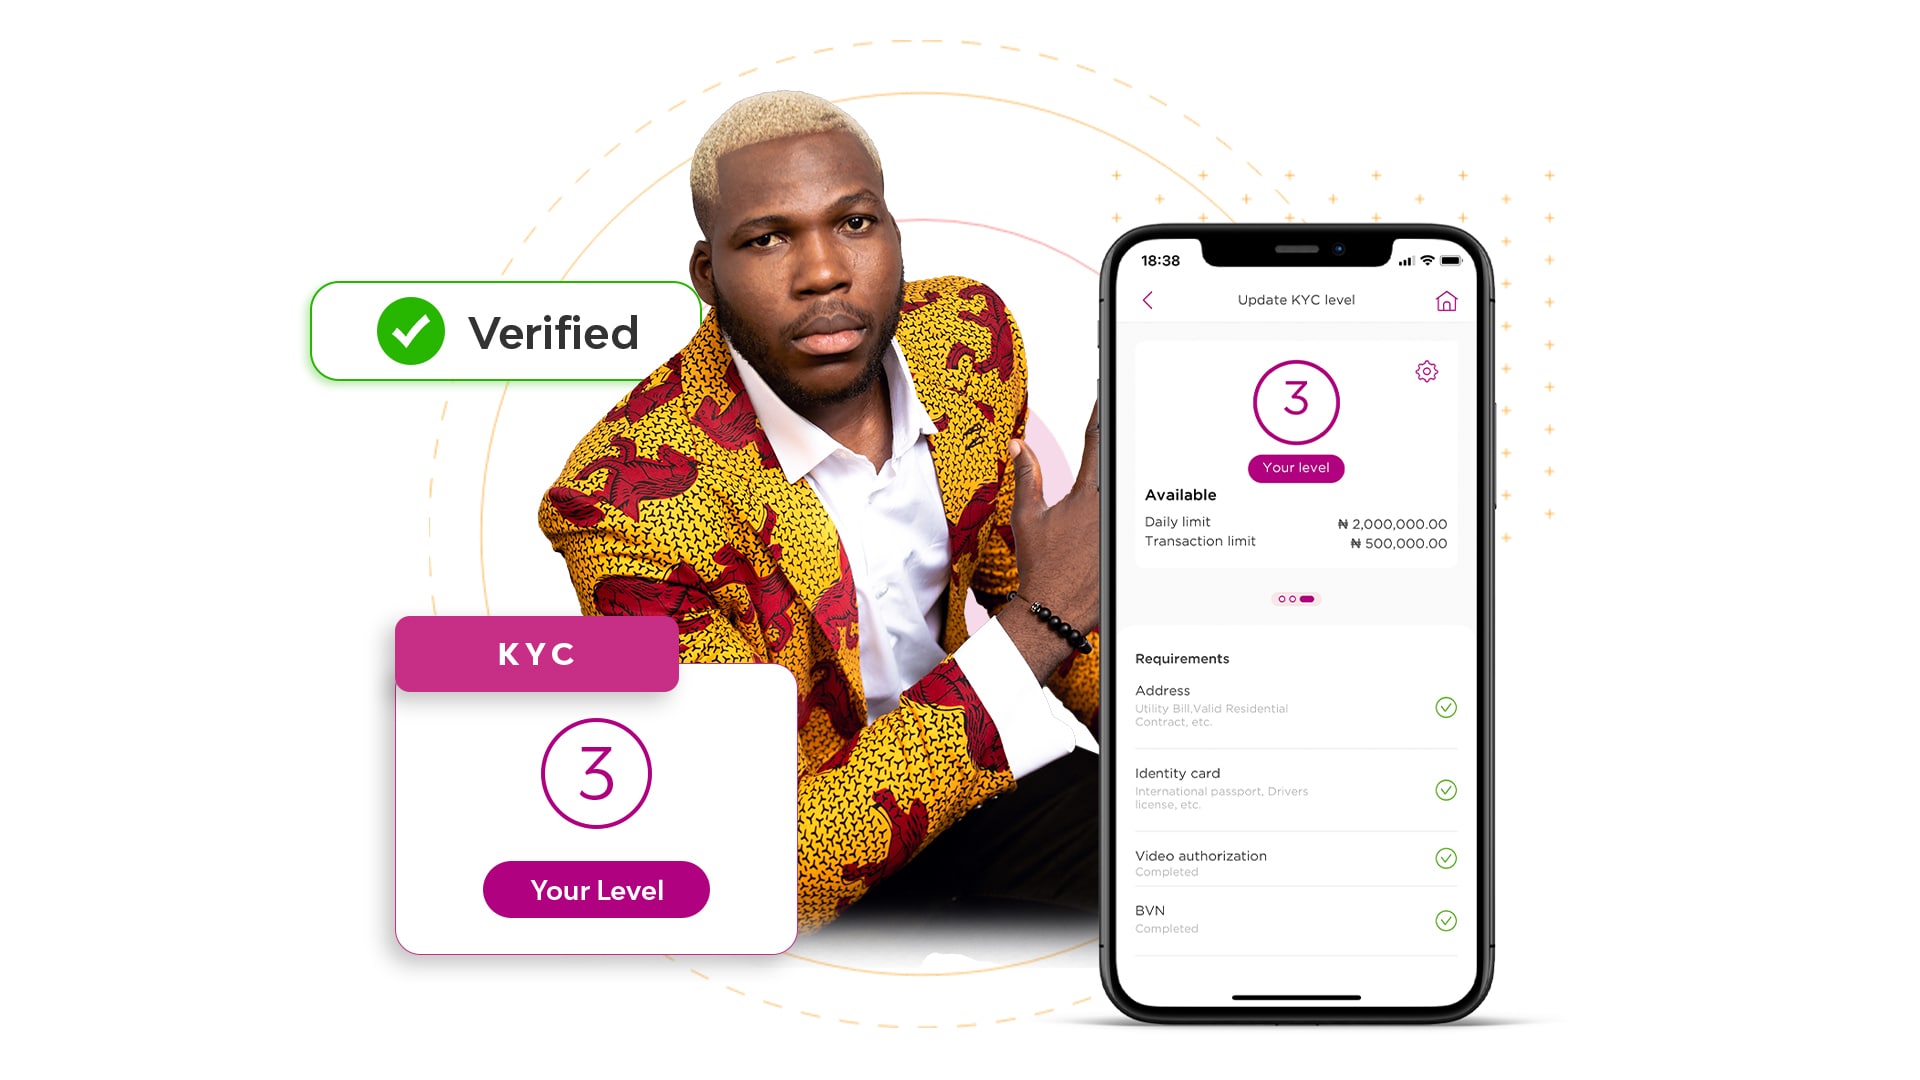 Verified
KYC
3
Your Level
18:38
Update KYC level
3
Your level
Available
Daily limit ₦ 2,000,000.00
Transaction limit ₦ 500,000.00
Requirements
Address
Utility Bill,Valid Residential
Contract, etc.
Identity card
International passport, Drivers
license, etc.
Video authorization
Completed
BVN
Completed